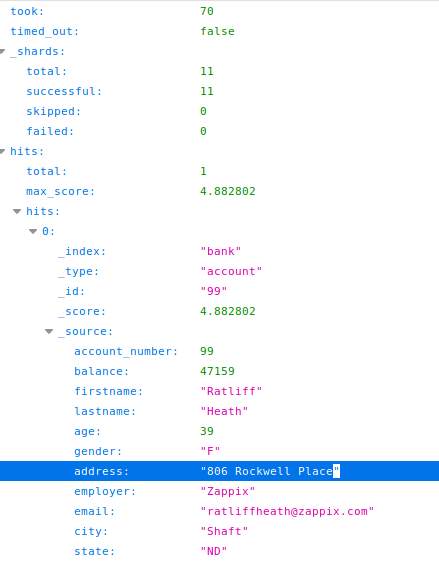 took: 70
timed_out: false
_shards:
total: 11
successful: 11
skipped: 0
failed: 0
hits:
total: 1
max_score: 4.882802
hits:
0:
_index: "bank"
_type: "account"
_id: "99"
_score: 4.882802
_source:
account_number: 99
balance: 47159
firstname: "Ratliff"
lastname: "Heath"
age: 39
gender: "F"
address: "806 Rockwell Place"
employer: "Zappix"
email: "ratliffheath@zappix.com"
city: "Shaft"
state: "ND"